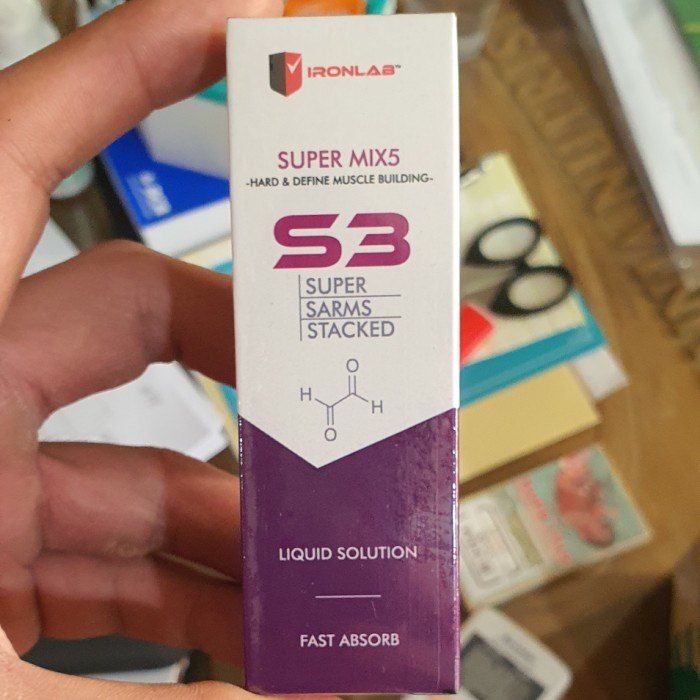 IRONLAB™
SUPER MIX5
-HARD & DEFINE MUSCLE BUILDING-
S3
SUPER
SARMS
STACKED
O
H
H
O
LIQUID SOLUTION
FAST ABSORB